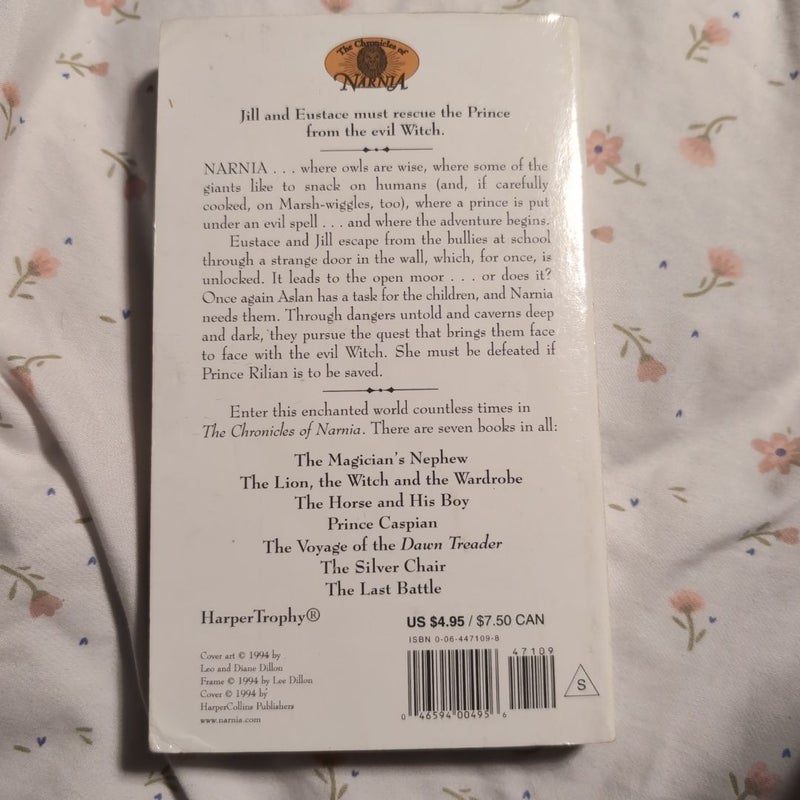 The Chronicles of
NARNIA
Jill and Eustace must rescue the Prince
from the evil Witch.
NARNIA . . . where owls are wise, where some of the
giants like to snack on humans (and, if carefully
cooked, on Marsh-wiggles, too), where a prince is put
under an evil spell . . . and where the adventure begins.
Eustace and Jill escape from the bullies at school
through a strange door in the wall, which, for once, is
unlocked. It leads to the open moor . . . or does it?
Once again Aslan has a task for the children, and Narnia
needs them. Through dangers untold and caverns deep
and dark, they pursue the quest that brings them face
to face with the evil Witch. She must be defeated if
Prince Rilian is to be saved.
Enter this enchanted world countless times in
The Chronicles of Narnia. There are seven books in all:
The Magician's Nephew
The Lion, the Witch and the Wardrobe
The Horse and His Boy
Prince Caspian
The Voyage of the Dawn Treader
The Silver Chair
The Last Battle
HarperTrophy®
US $4.95 / $7.50 CAN
ISBN 0-06-447109-8
Cover art © 1994 by
Leo and Diane Dillon
Frame © 1994 by Lee Dillon
Cover © 1994 by
HarperCollins Publishers
www.narnia.com
47109
0 46594 00495 6
S